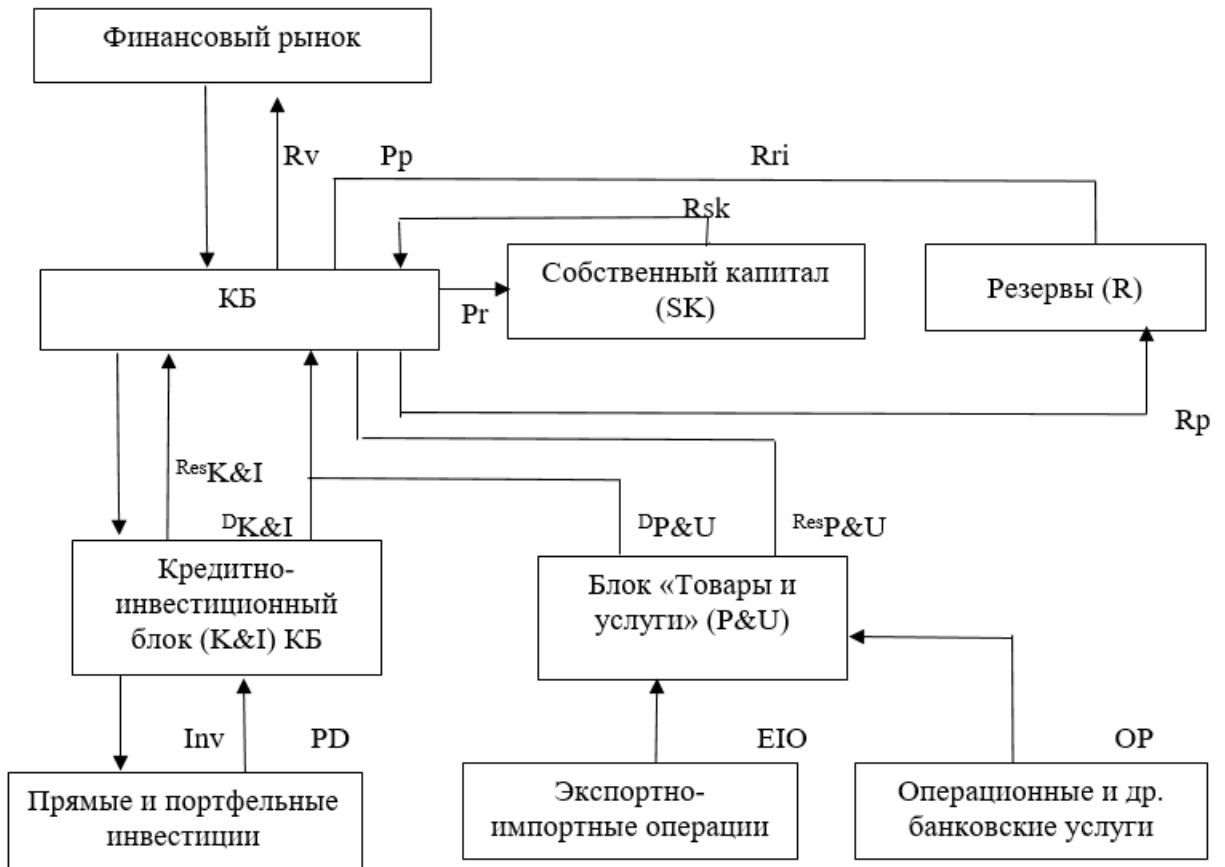 Финансовый рынок
Rv
Pp
Rri
Rsk
КБ
Pr
Собственный капитал
(SK)
Резервы (R)
Rp
ResK&I
DK&I
DP&U
ResP&U
Кредитно-
инвестиционный
блок (K&I) КБ
Блок «Товары и
услуги» (P&U)
Inv
PD
EIO
OP
Прямые и портфельные
инвестиции
Экспортно-
импортные операции
Операционные и др.
банковские услуги